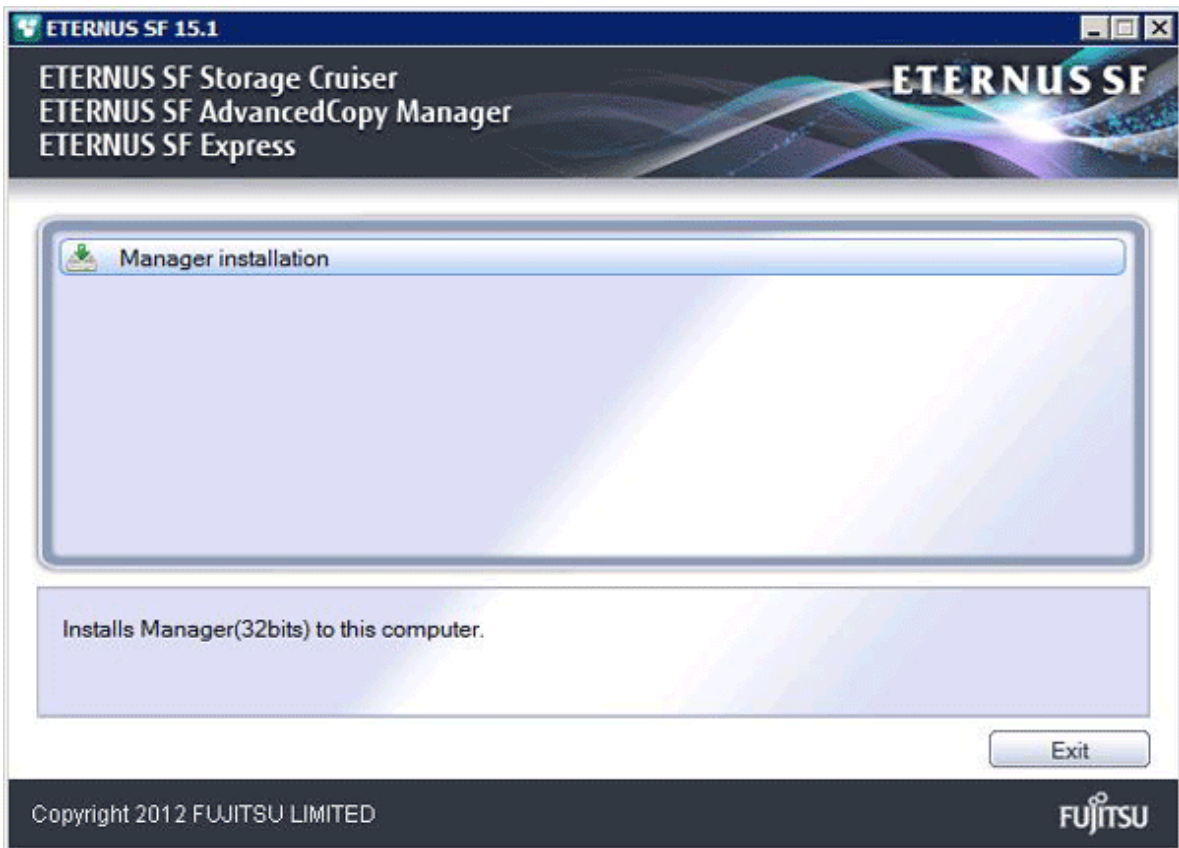 ETERNUS SF 15.1
ETERNUS SF Storage Cruiser
ETERNUS SF AdvancedCopy Manager
ETERNUS SF Express
ETERNUS SF
Manager installation
Installs Manager(32bits) to this computer.
Exit
Copyright 2012 FUJITSU LIMITED
FUJITSU